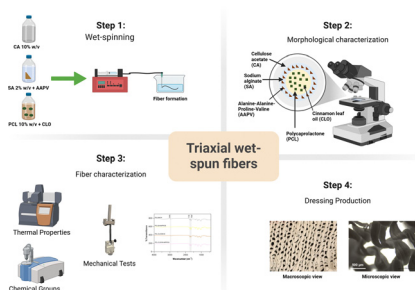 Step 1:
Wet-spinning
CA 10% w/v
SA 2% w/v + AAPV
PCL 10% w/v + CLO
Fiber formation
Step 2:
Morphological characterization
Cellulose
acetate (CA)
Sodium
alginate (SA)
Alanine-Alanine-
Proline-Valine
(AAPV)
Cinnamon leaf
oil (CLO)
Polycaprolactone
(PCL)
Triaxial wet-
spun fibers
Step 3:
Fiber characterization
Thermal Properties
Mechanical Tests
Chemical Groups
Step 4:
Dressing Production
Macroscopic view
Microscopic view